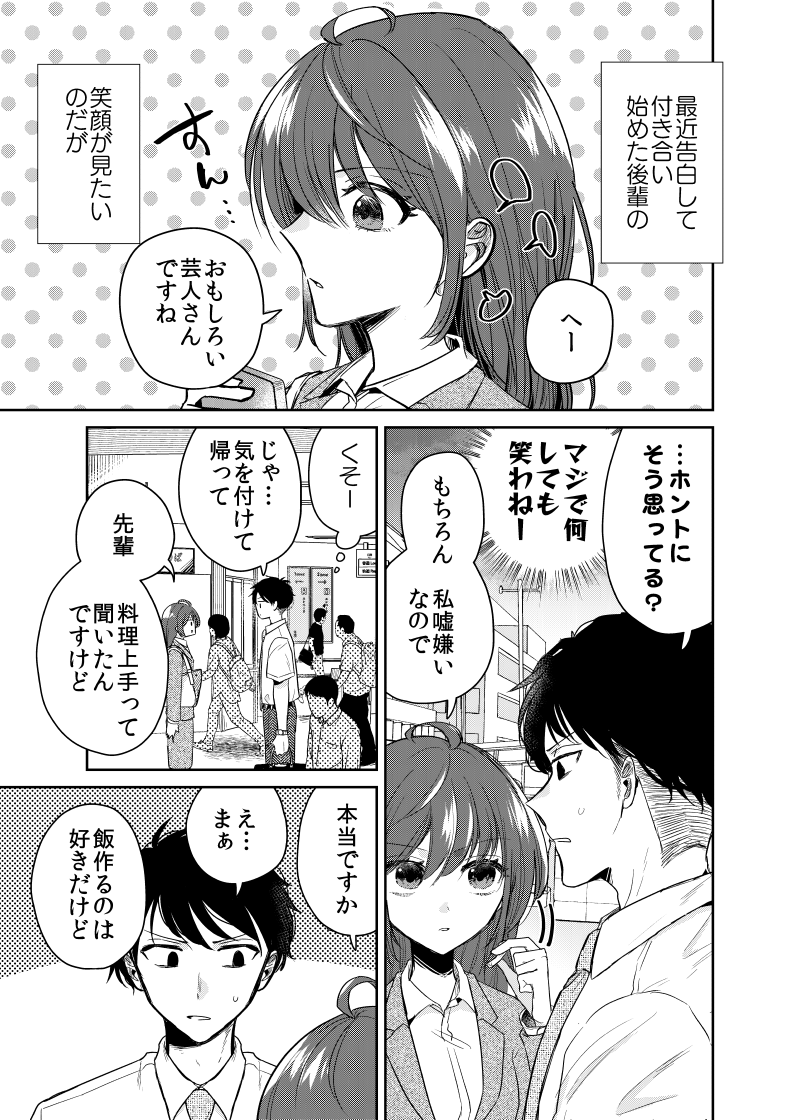 最近告白して
付き合い
始めた後輩の
へー
すん…
おもしろい
芸人さん
ですね
笑顔が見たい
のだが
…ホントに
そう思ってる?
マジで何
しても
笑わねー
もちろん 私嘘嫌い
なので
くそー
じゃ…
気を付けて
帰って
先輩
料理上手って
聞いたん
ですけど
本当ですか
え…
まぁ
飯作るのは
好きだけど